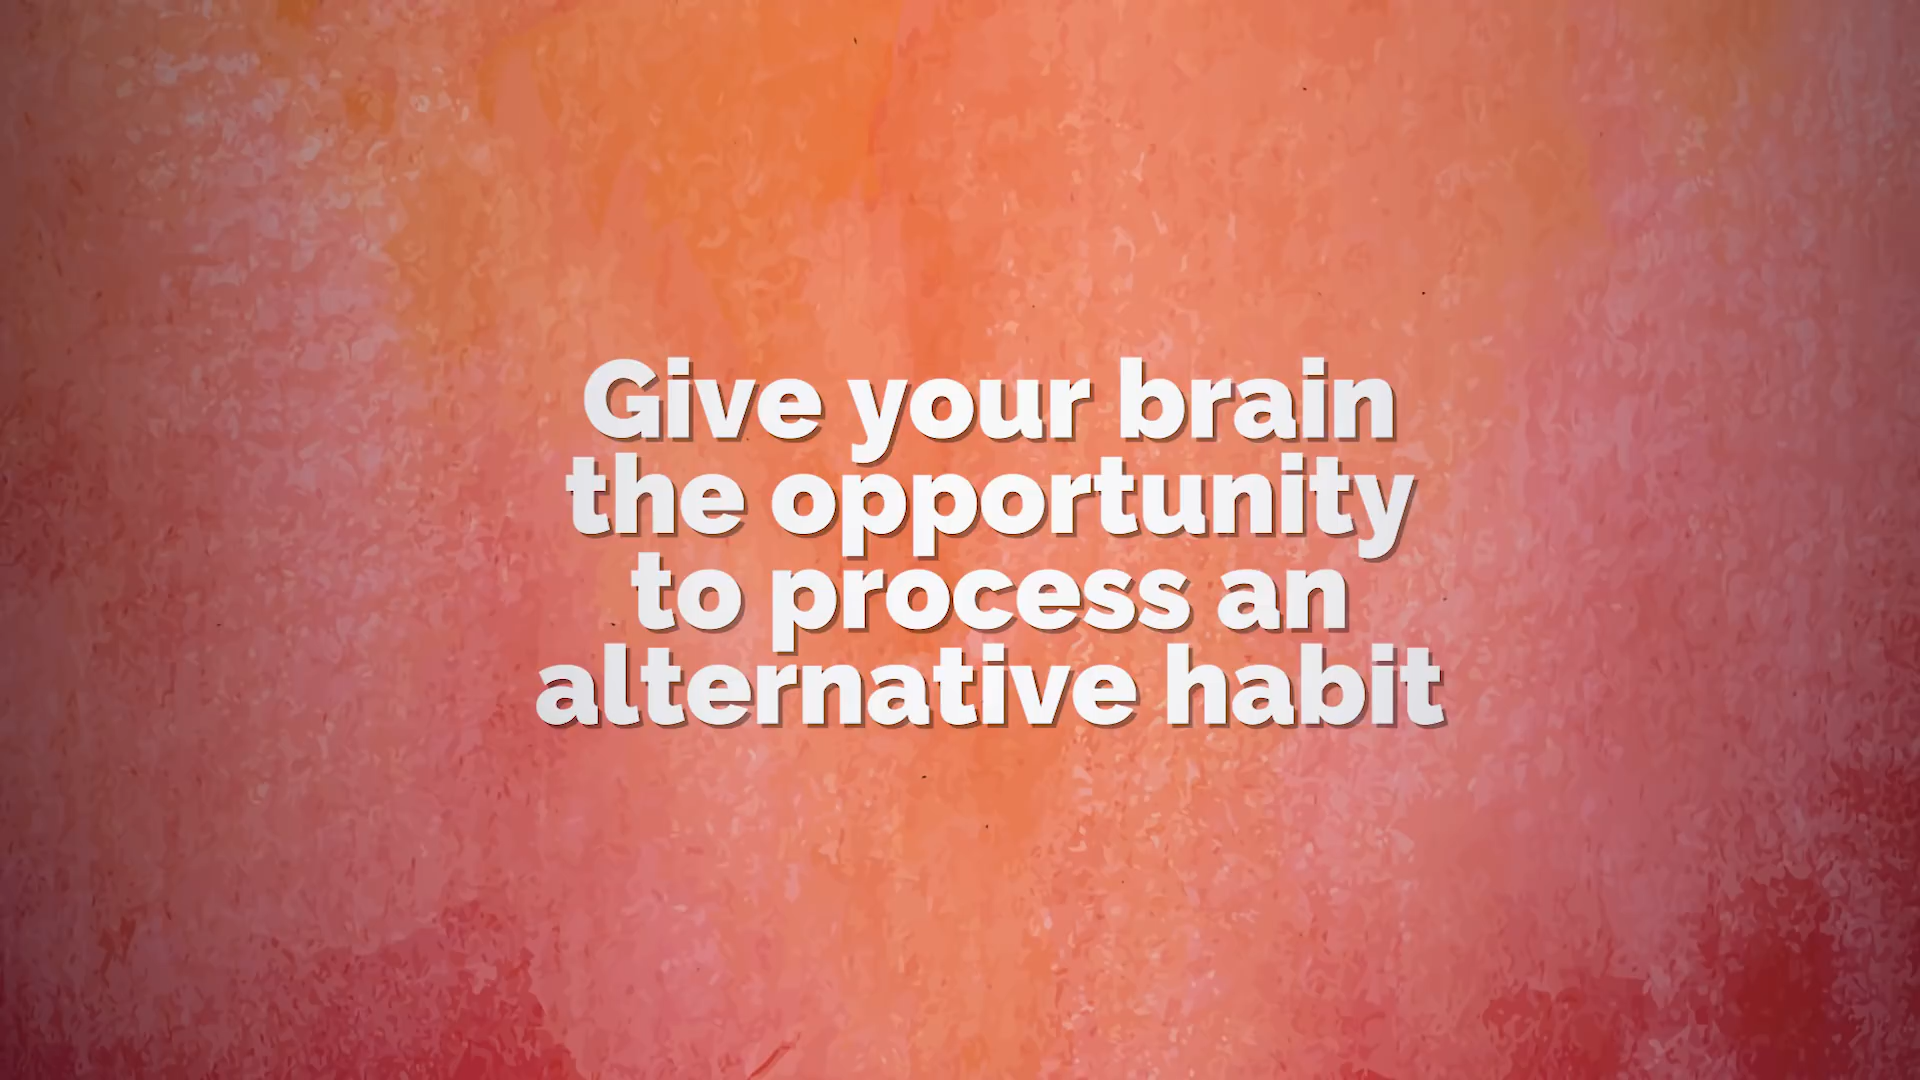 Give your brain
the opportunity
to process an
alternative habit